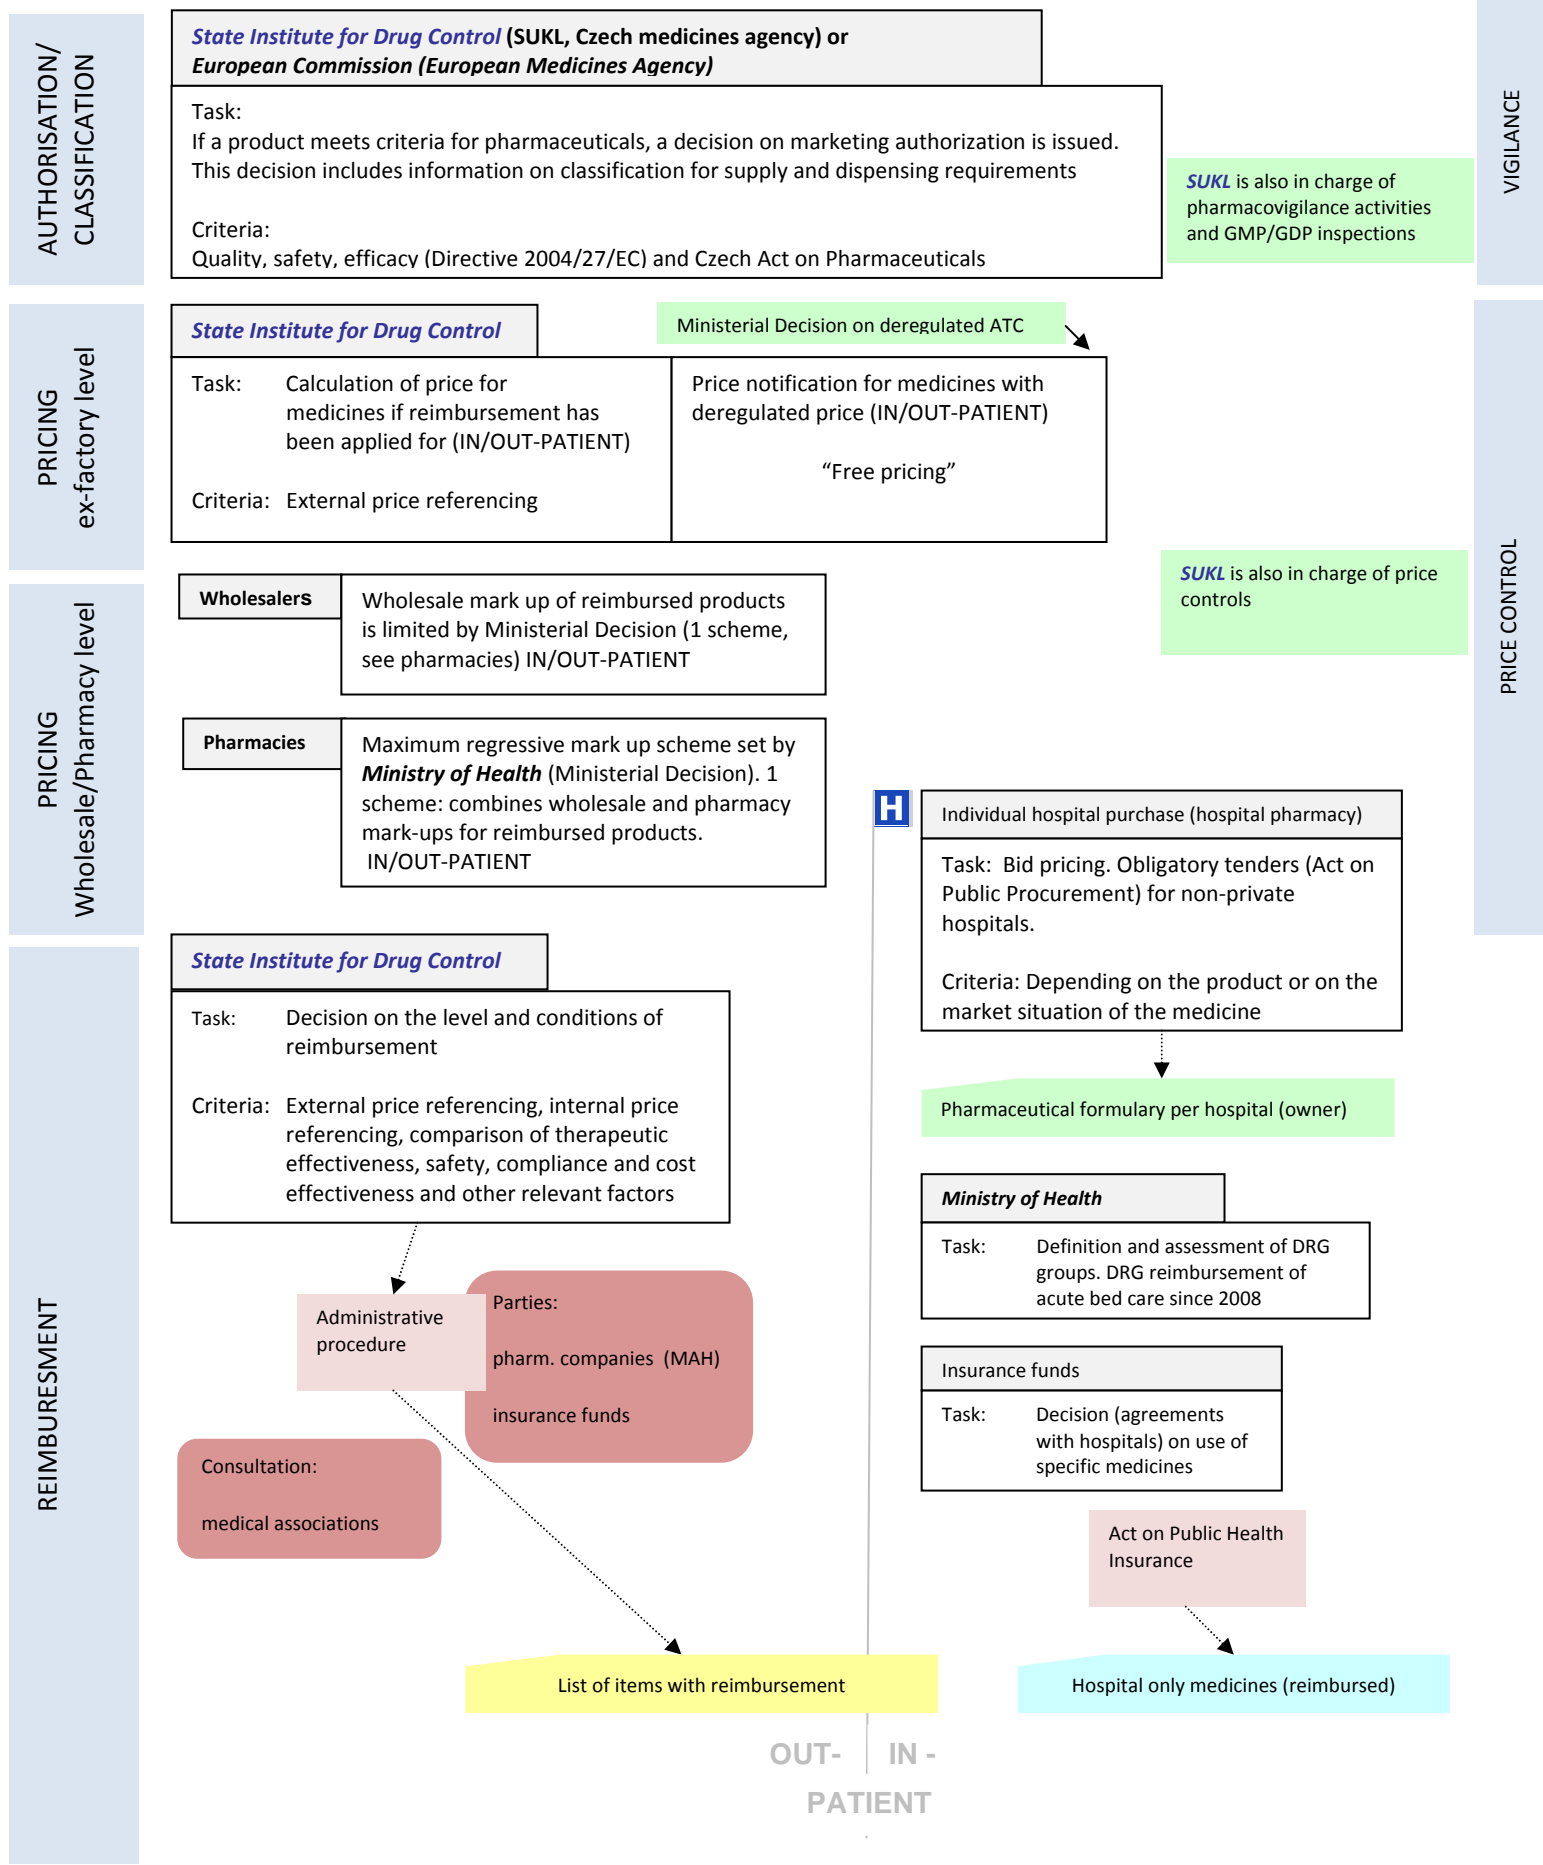 AUTHORISATION/
CLASSIFICATION
State Institute for Drug Control (SUKL, Czech medicines agency) or
European Commission (European Medicines Agency)
Task:
If a product meets criteria for pharmaceuticals, a decision on marketing authorization is issued.
This decision includes information on classification for supply and dispensing requirements
Criteria:
Quality, safety, efficacy (Directive 2004/27/EC) and Czech Act on Pharmaceuticals
SUKL is also in charge of
pharmacovigilance activities
and GMP/GDP inspections
VIGILANCE
PRICING
ex-factory level
State Institute for Drug Control
Ministerial Decision on deregulated ATC
Task: Calculation of price for
medicines if reimbursement has
been applied for (IN/OUT-PATIENT)
Criteria: External price referencing
Price notification for medicines with
deregulated price (IN/OUT-PATIENT)
“Free pricing”
SUKL is also in charge of price
controls
PRICE CONTROL
PRICING
Wholesale/Pharmacy level
Wholesalers
Wholesale mark up of reimbursed products
is limited by Ministerial Decision (1 scheme,
see pharmacies) IN/OUT-PATIENT
Pharmacies
Maximum regressive mark up scheme set by
Ministry of Health (Ministerial Decision). 1
scheme: combines wholesale and pharmacy
mark-ups for reimbursed products.
IN/OUT-PATIENT
H
Individual hospital purchase (hospital pharmacy)
Task: Bid pricing. Obligatory tenders (Act on
Public Procurement) for non-private
hospitals.
Criteria: Depending on the product or on the
market situation of the medicine
Pharmaceutical formulary per hospital (owner)
REIMBURESMENT
State Institute for Drug Control
Task: Decision on the level and conditions of
reimbursement
Criteria: External price referencing, internal price
referencing, comparison of therapeutic
effectiveness, safety, compliance and cost
effectiveness and other relevant factors
Administrative
procedure
Parties:
pharm. companies (MAH)
insurance funds
Consultation:
medical associations
Ministry of Health
Task: Definition and assessment of DRG
groups. DRG reimbursement of
acute bed care since 2008
Insurance funds
Task: Decision (agreements
with hospitals) on use of
specific medicines
Act on Public Health
Insurance
List of items with reimbursement
Hospital only medicines (reimbursed)
OUT- IN -
PATIENT